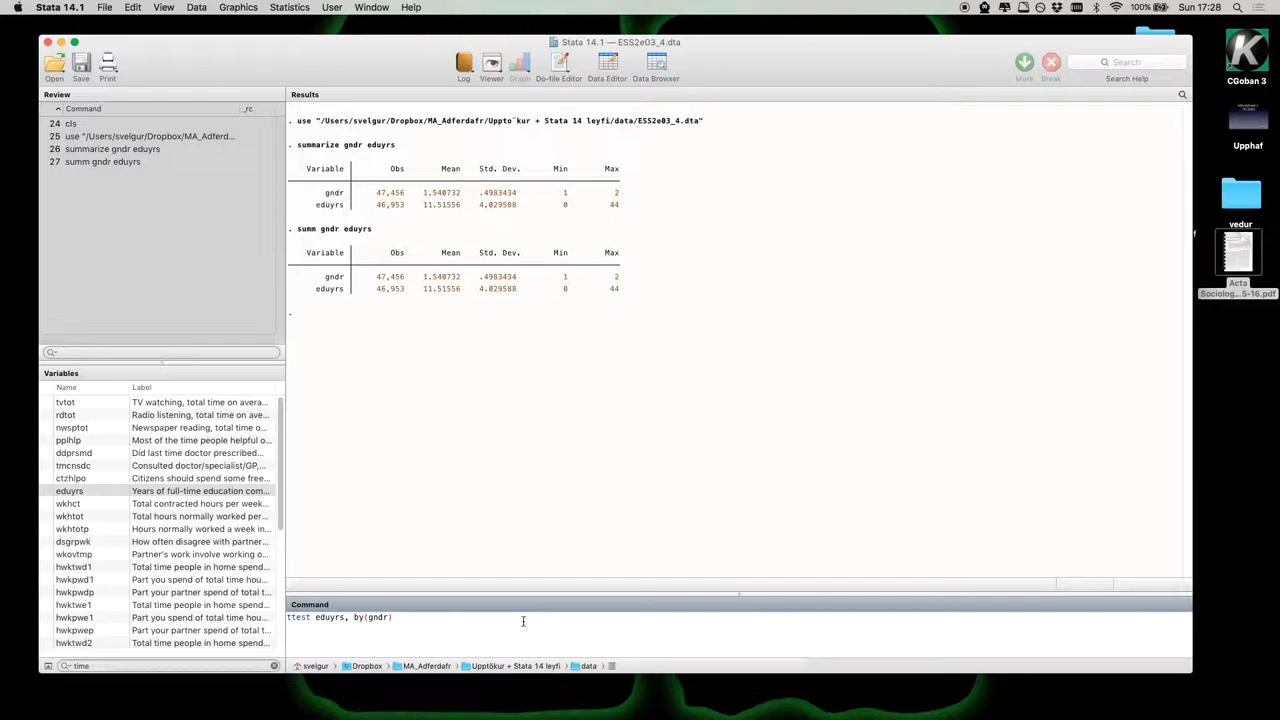 Stata 14.1 File Edit View Data Graphics Statistics User Window Help 100% Sun 17:28
Stata 14.1 — ESS2e03_4.dta
Open Save Print Log Viewer Graph Do-file Editor Data Editor Data Browser More Break Search
Search Help
Review
Command _rc
24 cls
25 use "/Users/svelgur/Dropbox/MA_Adferd...
26 summarize gndr eduyrs
27 summ gndr eduyrs
Variables
Name Label
tvtot TV watching, total time on avera...
rdtot Radio listening, total time on ave...
nwsptot Newspaper reading, total time o...
pplhlp Most of the time people helpful o...
ddprsmd Did last time doctor prescribed...
tmcnsdc Consulted doctor/specialist/GP,...
ctzhlpo Citizens should spend some free...
eduyrs Years of full-time education com...
wkhct Total contracted hours per week...
wkhtot Total hours normally worked per...
wkhtotp Hours normally worked a week in...
dsgrpwk How often disagree with partner...
wkovtmp Partner's work involve working o...
hwktwd1 Total time people in home spend...
hwkpwd1 Part you spend of total time hou...
hwkpwdp Part your partner spend of total t...
hwktwe1 Total time people in home spend...
hwkpwe1 Part you spend of total time hou...
hwkpwep Part your partner spend of total t...
hwktwd2 Total time people in home spend...
time
Results
. use "/Users/svelgur/Dropbox/MA_Adferdafr/Uppto¨kur + Stata 14 leyfi/data/ESS2e03_4.dta"
. summarize gndr eduyrs
Variable Obs Mean Std. Dev. Min Max
gndr 47,456 1.540732 .4983434 1 2
eduyrs 46,953 11.51556 4.029588 0 44
. summ gndr eduyrs
Variable Obs Mean Std. Dev. Min Max
gndr 47,456 1.540732 .4983434 1 2
eduyrs 46,953 11.51556 4.029588 0 44
.
Command
ttest eduyrs, by(gndr)
svelgur Dropbox MA_Adferdafr Upptökur + Stata 14 leyfi data
CGoban 3
Upphaf
vedur
Acta
Sociolog...5-16.pdf